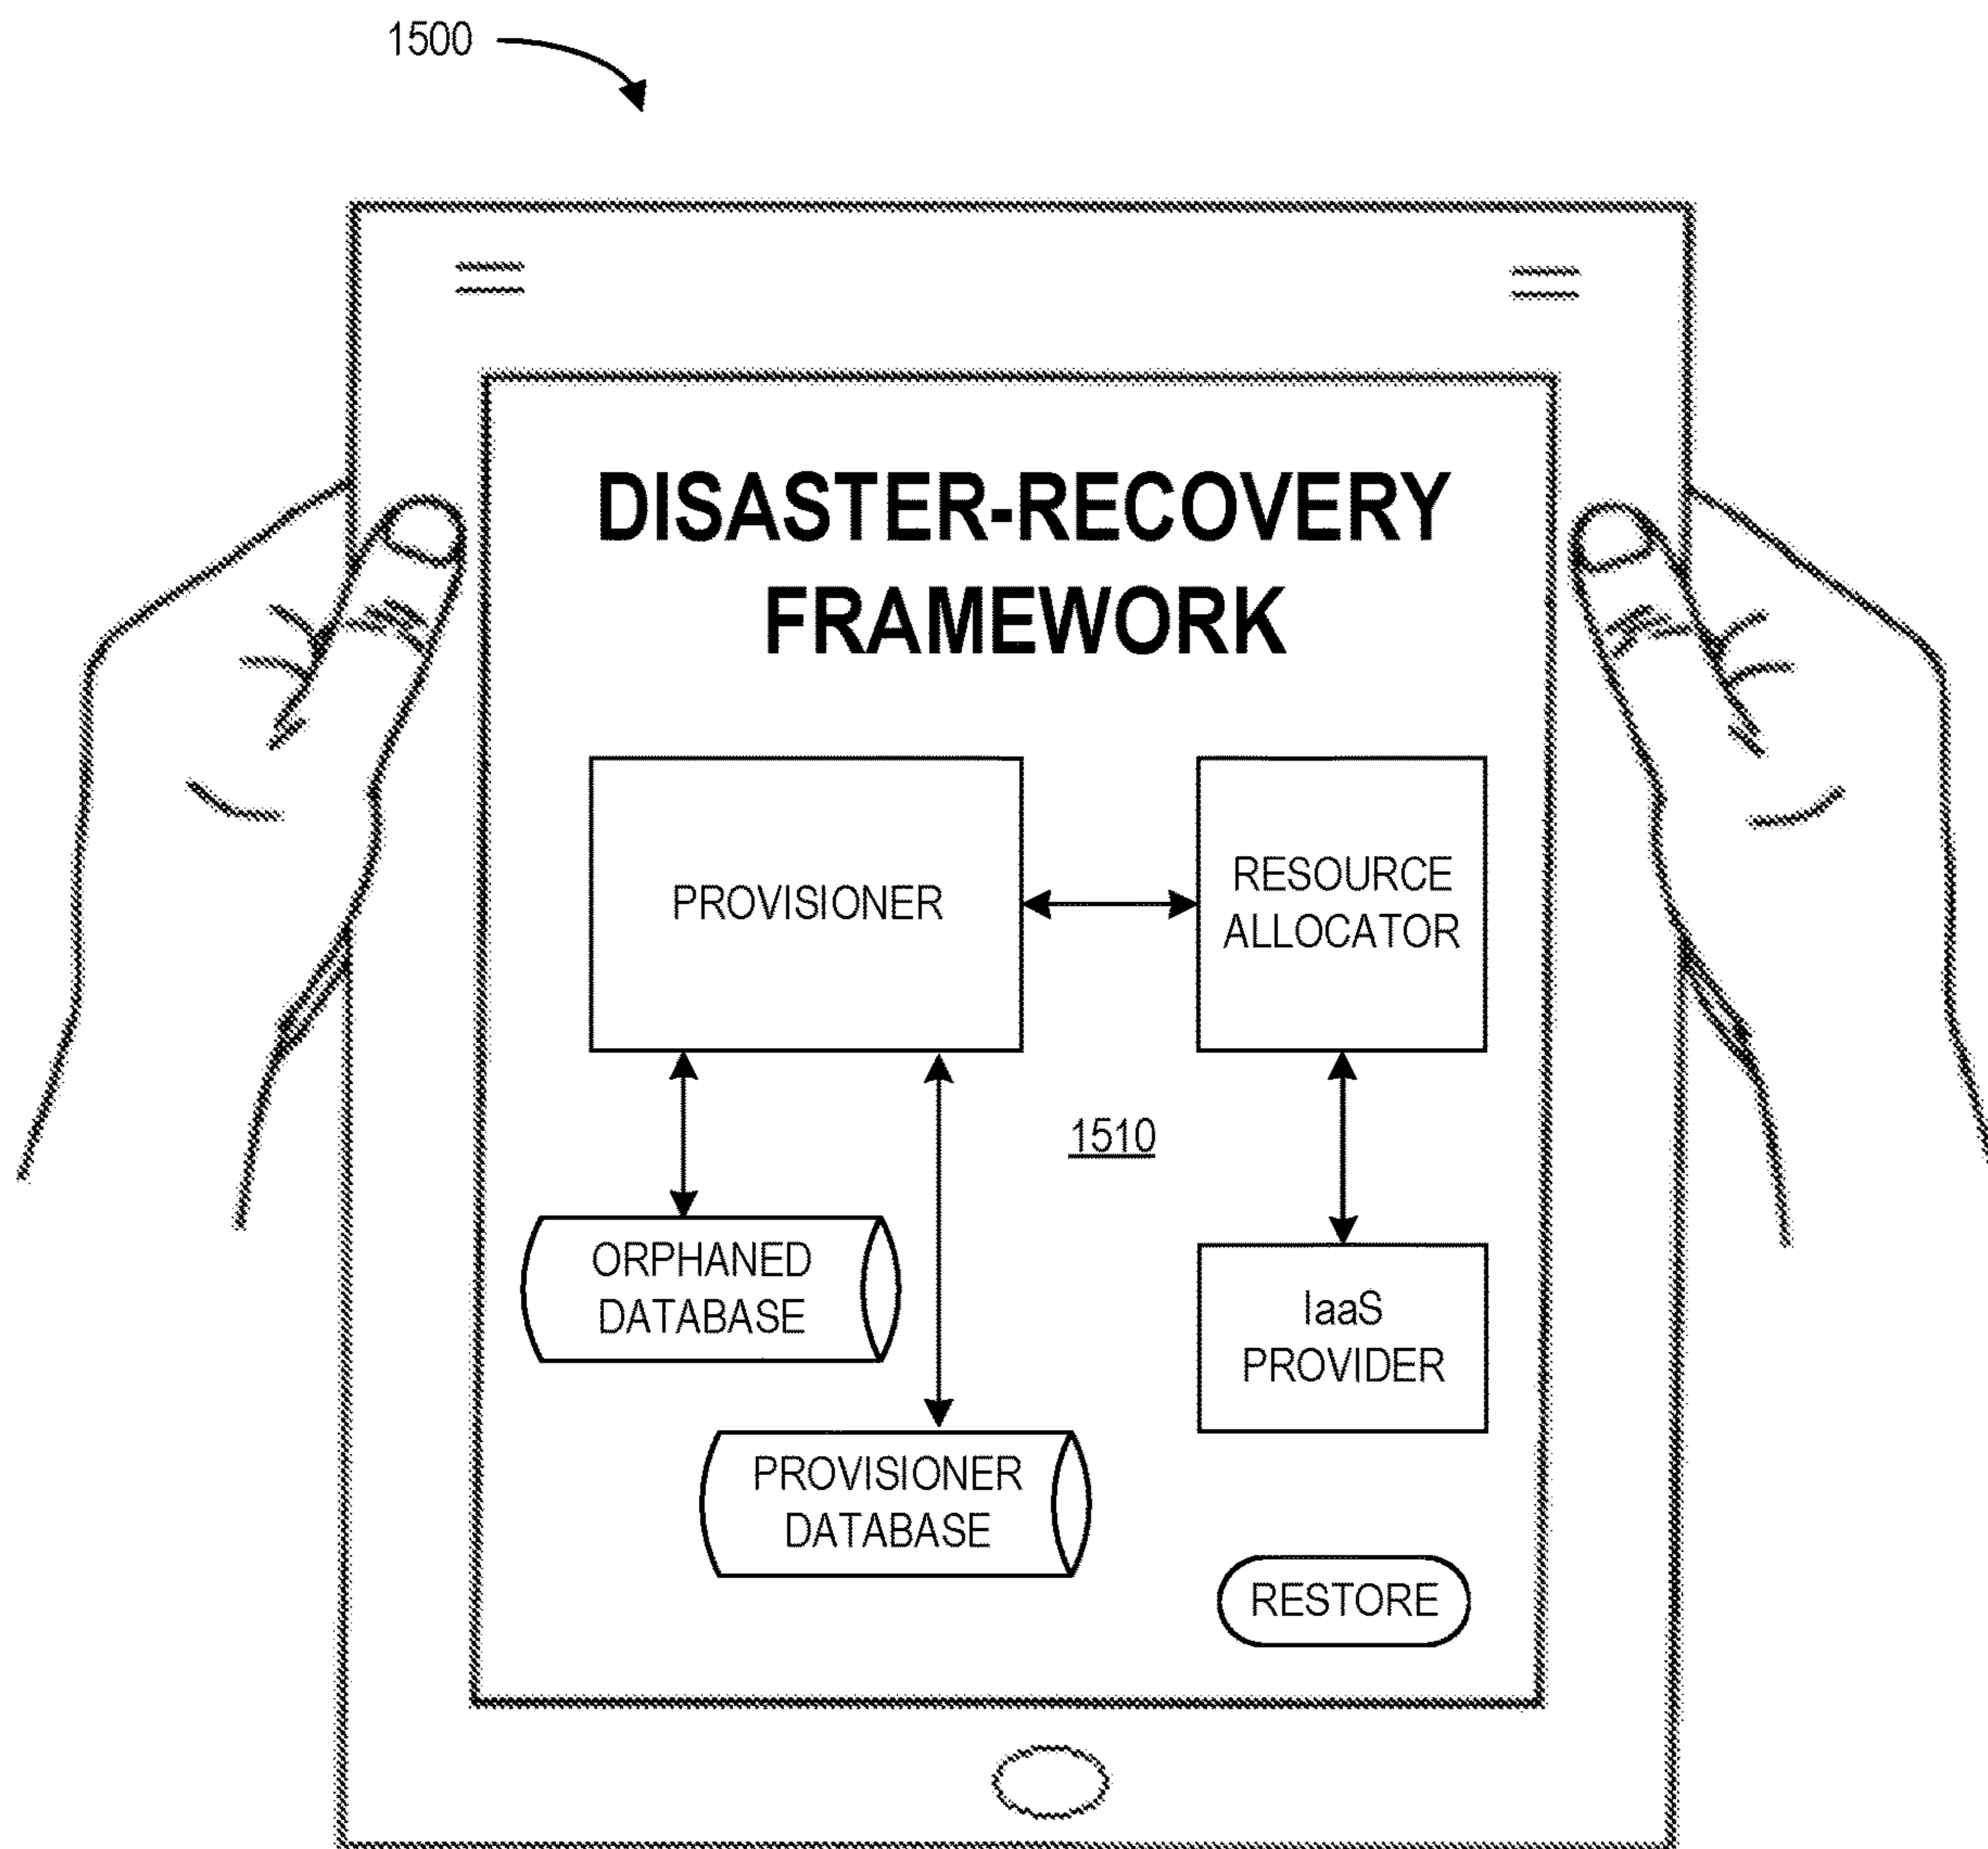 1500
DISASTER-RECOVERY
FRAMEWORK
PROVISIONER
RESOURCE
ALLOCATOR
1510
ORPHANED
DATABASE
IaaS
PROVIDER
PROVISIONER
DATABASE
RESTORE